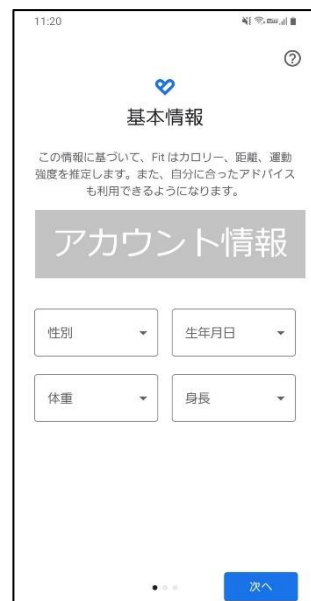 11:20
基本情報
この情報に基づいて、Fit はカロリー、距離、運動
強度を推定します。また、自分に合ったアドバイス
も利用できるようになります。
アカウント情報
性別
生年月日
体重
身長
次へ